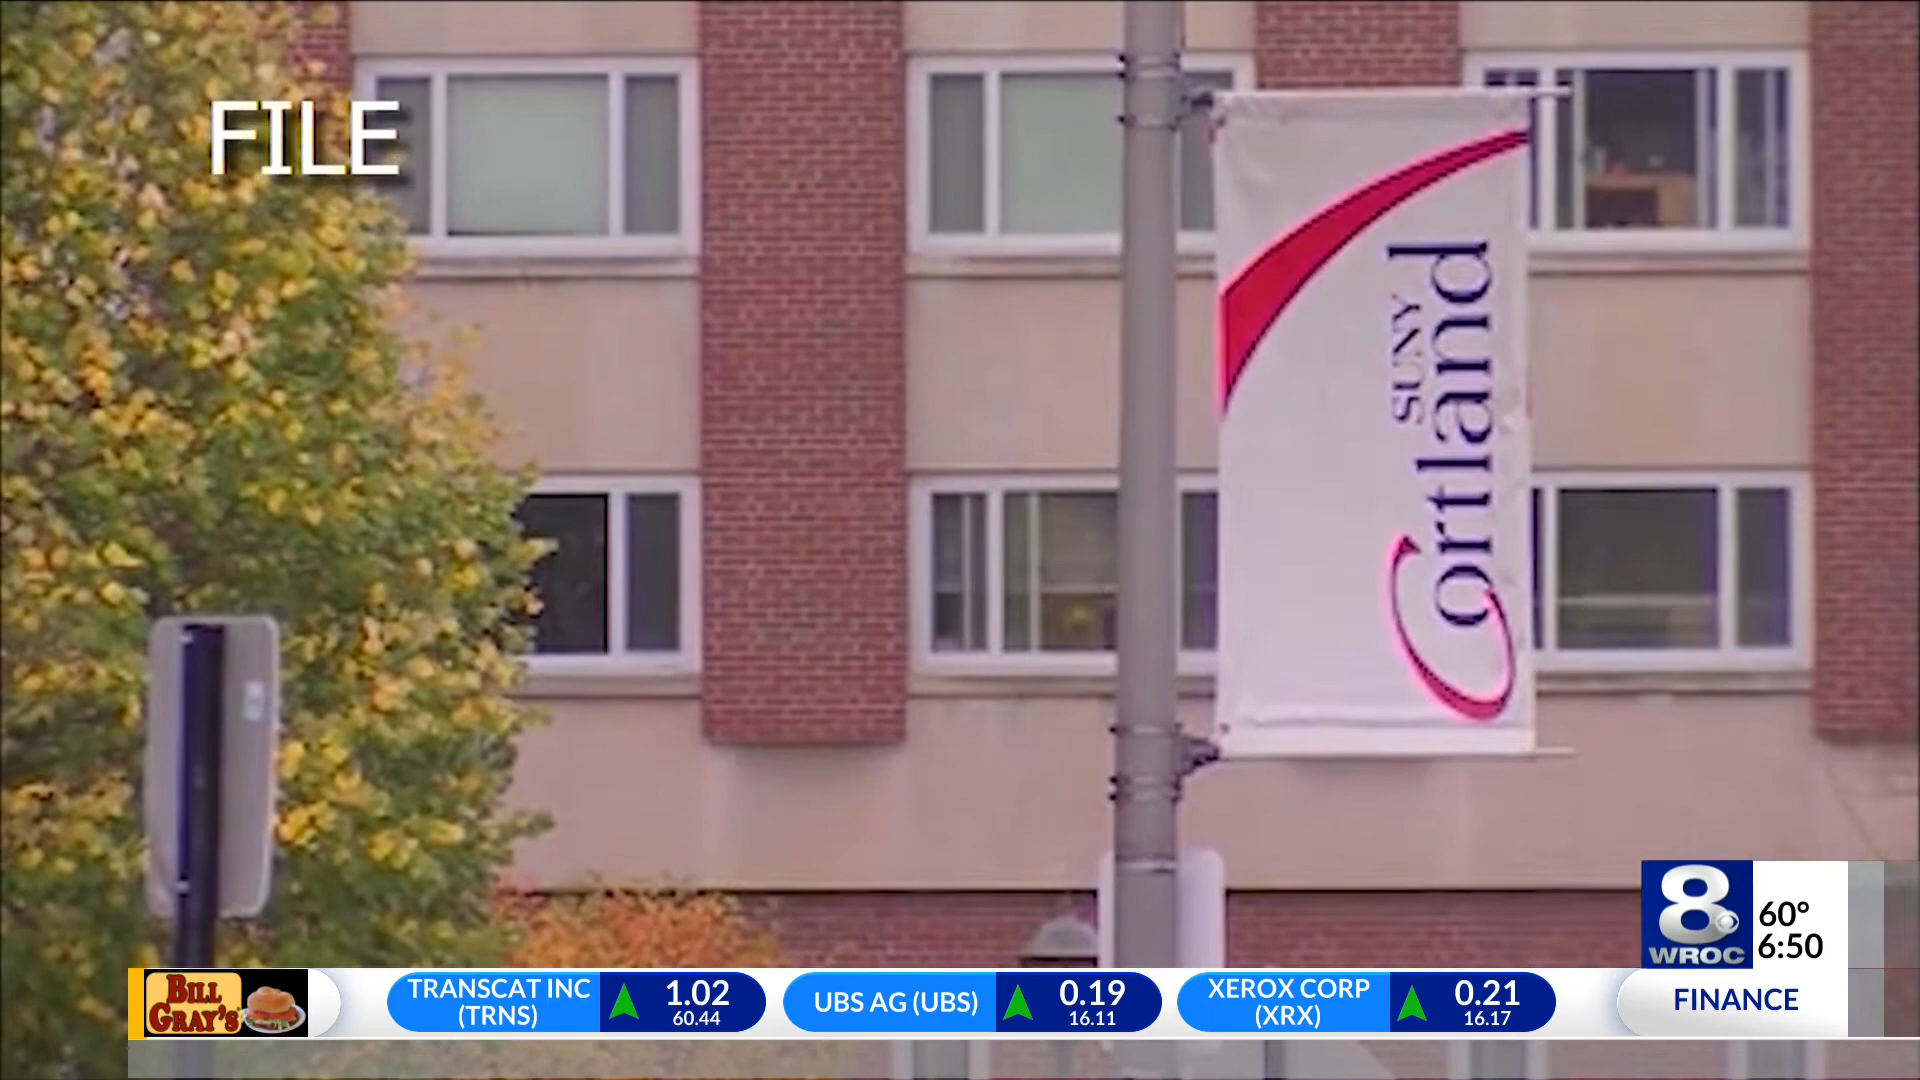 FILE
SUNY
Cortland
8
WROC
60°
6:50
BILL
GRAY'S
TRANSCAT INC
(TRNS)
1.02
60.44
UBS AG (UBS)
0.19
16.11
XEROX CORP
(XRX)
0.21
16.17
FINANCE